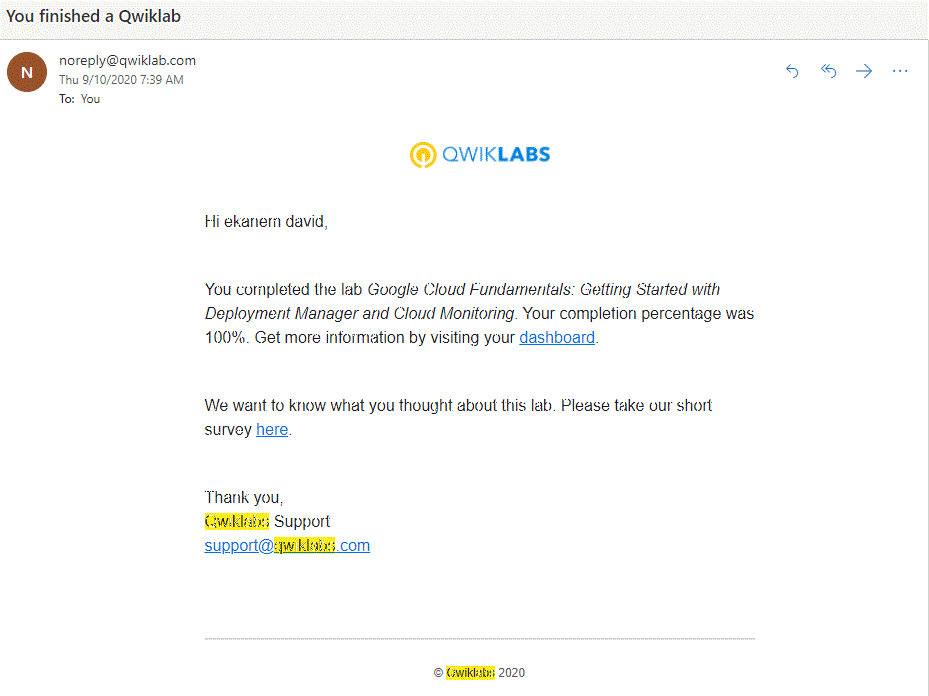 You finished a Qwiklab
N
noreply@qwiklab.com
Thu 9/10/2020 7:39 AM
To: You
QWIKLABS
Hi ekanem david,
You completed the lab Google Cloud Fundamentals: Getting Started with
Deployment Manager and Cloud Monitoring. Your completion percentage was
100%. Get more information by visiting your dashboard.
We want to know what you thought about this lab. Please take our short
survey here.
Thank you,
Qwiklabs Support
support@qwiklabs.com
© Qwiklabs 2020